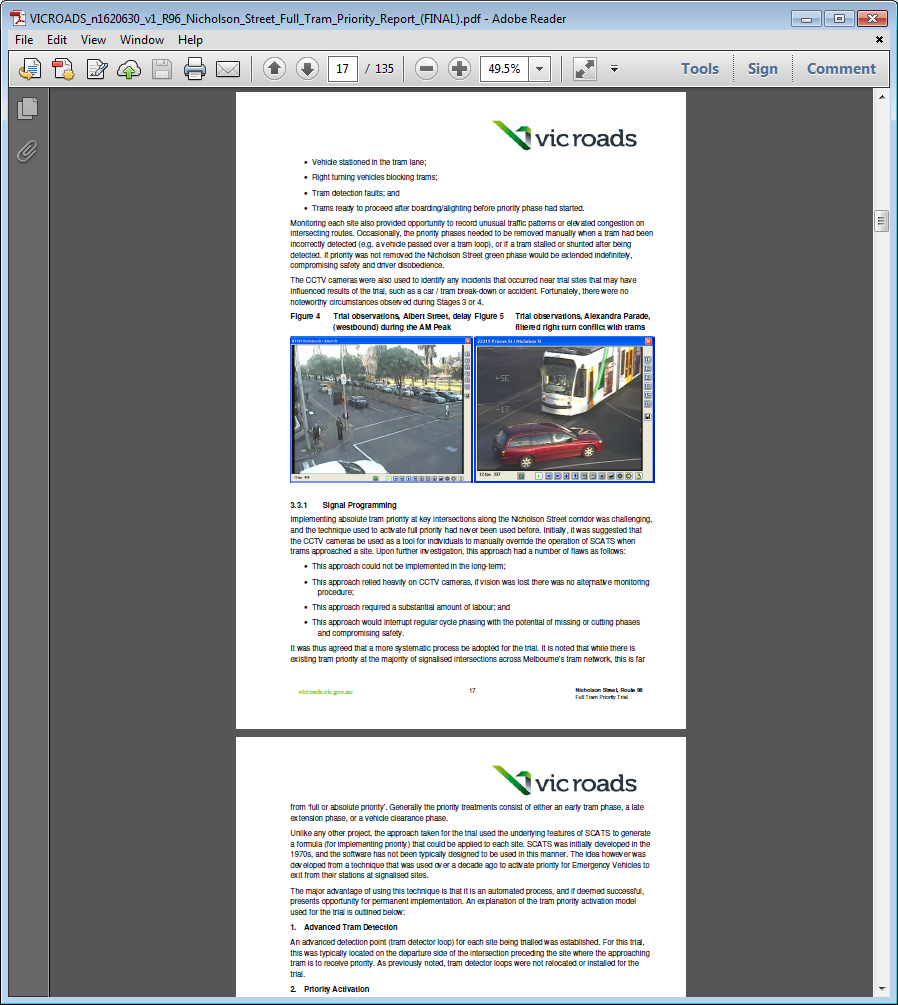 VICROADS_n1620630_v1_R96_Nicholson_Street_Full_Tram_Priority_Report_(FINAL).pdf - Adobe Reader
File Edit View Window Help
17 / 135 49.5% Tools Sign Comment
vic roads
• Vehicle stationed in the tram lane;
• Right turning vehicles blocking trams;
• Tram detection faults; and
• Trams ready to proceed after boarding/alighting before priority phase had started.
Monitoring each site also provided opportunity to record unusual traffic patterns or elevated congestion on
intersecting routes. Occasionally, the priority phases needed to be removed manually when a tram had been
incorrectly detected (e.g. a vehicle passed over a tram loop), or if a tram stalled or shunted after being
detected. If priority was not removed the Nicholson Street green phase would be extended indefinitely,
compromising safety and driver disobedience.
The CCTV cameras were also used to identify any incidents that occurred near trial sites that may have
influenced results of the trial, such as a car / tram break-down or accident. Fortunately, there were no
noteworthy circumstances observed during Stages 3 or 4.
Figure 4 Trial observations, Albert Street, delay
(westbound) during the AM Peak
Figure 5 Trial observations, Alexandra Parade,
filtered right turn conflict with trams
Princes St / Nicholson St
+SE
-17
3.3.1 Signal Programming
Implementing absolute tram priority at key intersections along the Nicholson Street corridor was challenging,
and the technique used to activate full priority had never been used before. Initially, it was suggested that
the CCTV cameras be used as a tool for individuals to manually override the operation of SCATS when
trams approached a site. Upon further investigation, this approach had a number of flaws as follows:
• This approach could not be implemented in the long-term;
• This approach relied heavily on CCTV cameras, if vision was lost there was no alternative monitoring
procedure;
• This approach required a substantial amount of labour; and
• This approach would interrupt regular cycle phasing with the potential of missing or cutting phases
and compromising safety.
It was thus agreed that a more systematic process be adopted for the trial. It is noted that while there is
existing tram priority at the majority of signalised intersections across Melbourne's tram network, this is far
vicroads.vic.gov.au 17 Nicholson Street, Route 96
Full Tram Priority Trial
vic roads
from 'full or absolute priority'. Generally the priority treatments consist of either an early tram phase, a late
extension phase, or a vehicle clearance phase.
Unlike any other project, the approach taken for the trial used the underlying features of SCATS to generate
a formula (for implementing priority) that could be applied to each site. SCATS was initially developed in the
1970s, and the software has not been typically designed to be used in this manner. The idea however was
developed from a technique that was used over a decade ago to activate priority for Emergency Vehicles to
exit from their stations at signalised sites.
The major advantage of using this technique is that it is an automated process, and if deemed successful,
presents opportunity for permanent implementation. An explanation of the tram priority activation model
used for the trial is outlined below:
1. Advanced Tram Detection
An advanced detection point (tram detector loop) for each site being trialled was established. For this trial,
this was typically located on the departure side of the intersection preceding the site where the approaching
tram is to receive priority. As previously noted, tram detector loops were not relocated or installed for the
trial.
2. Priority Activation